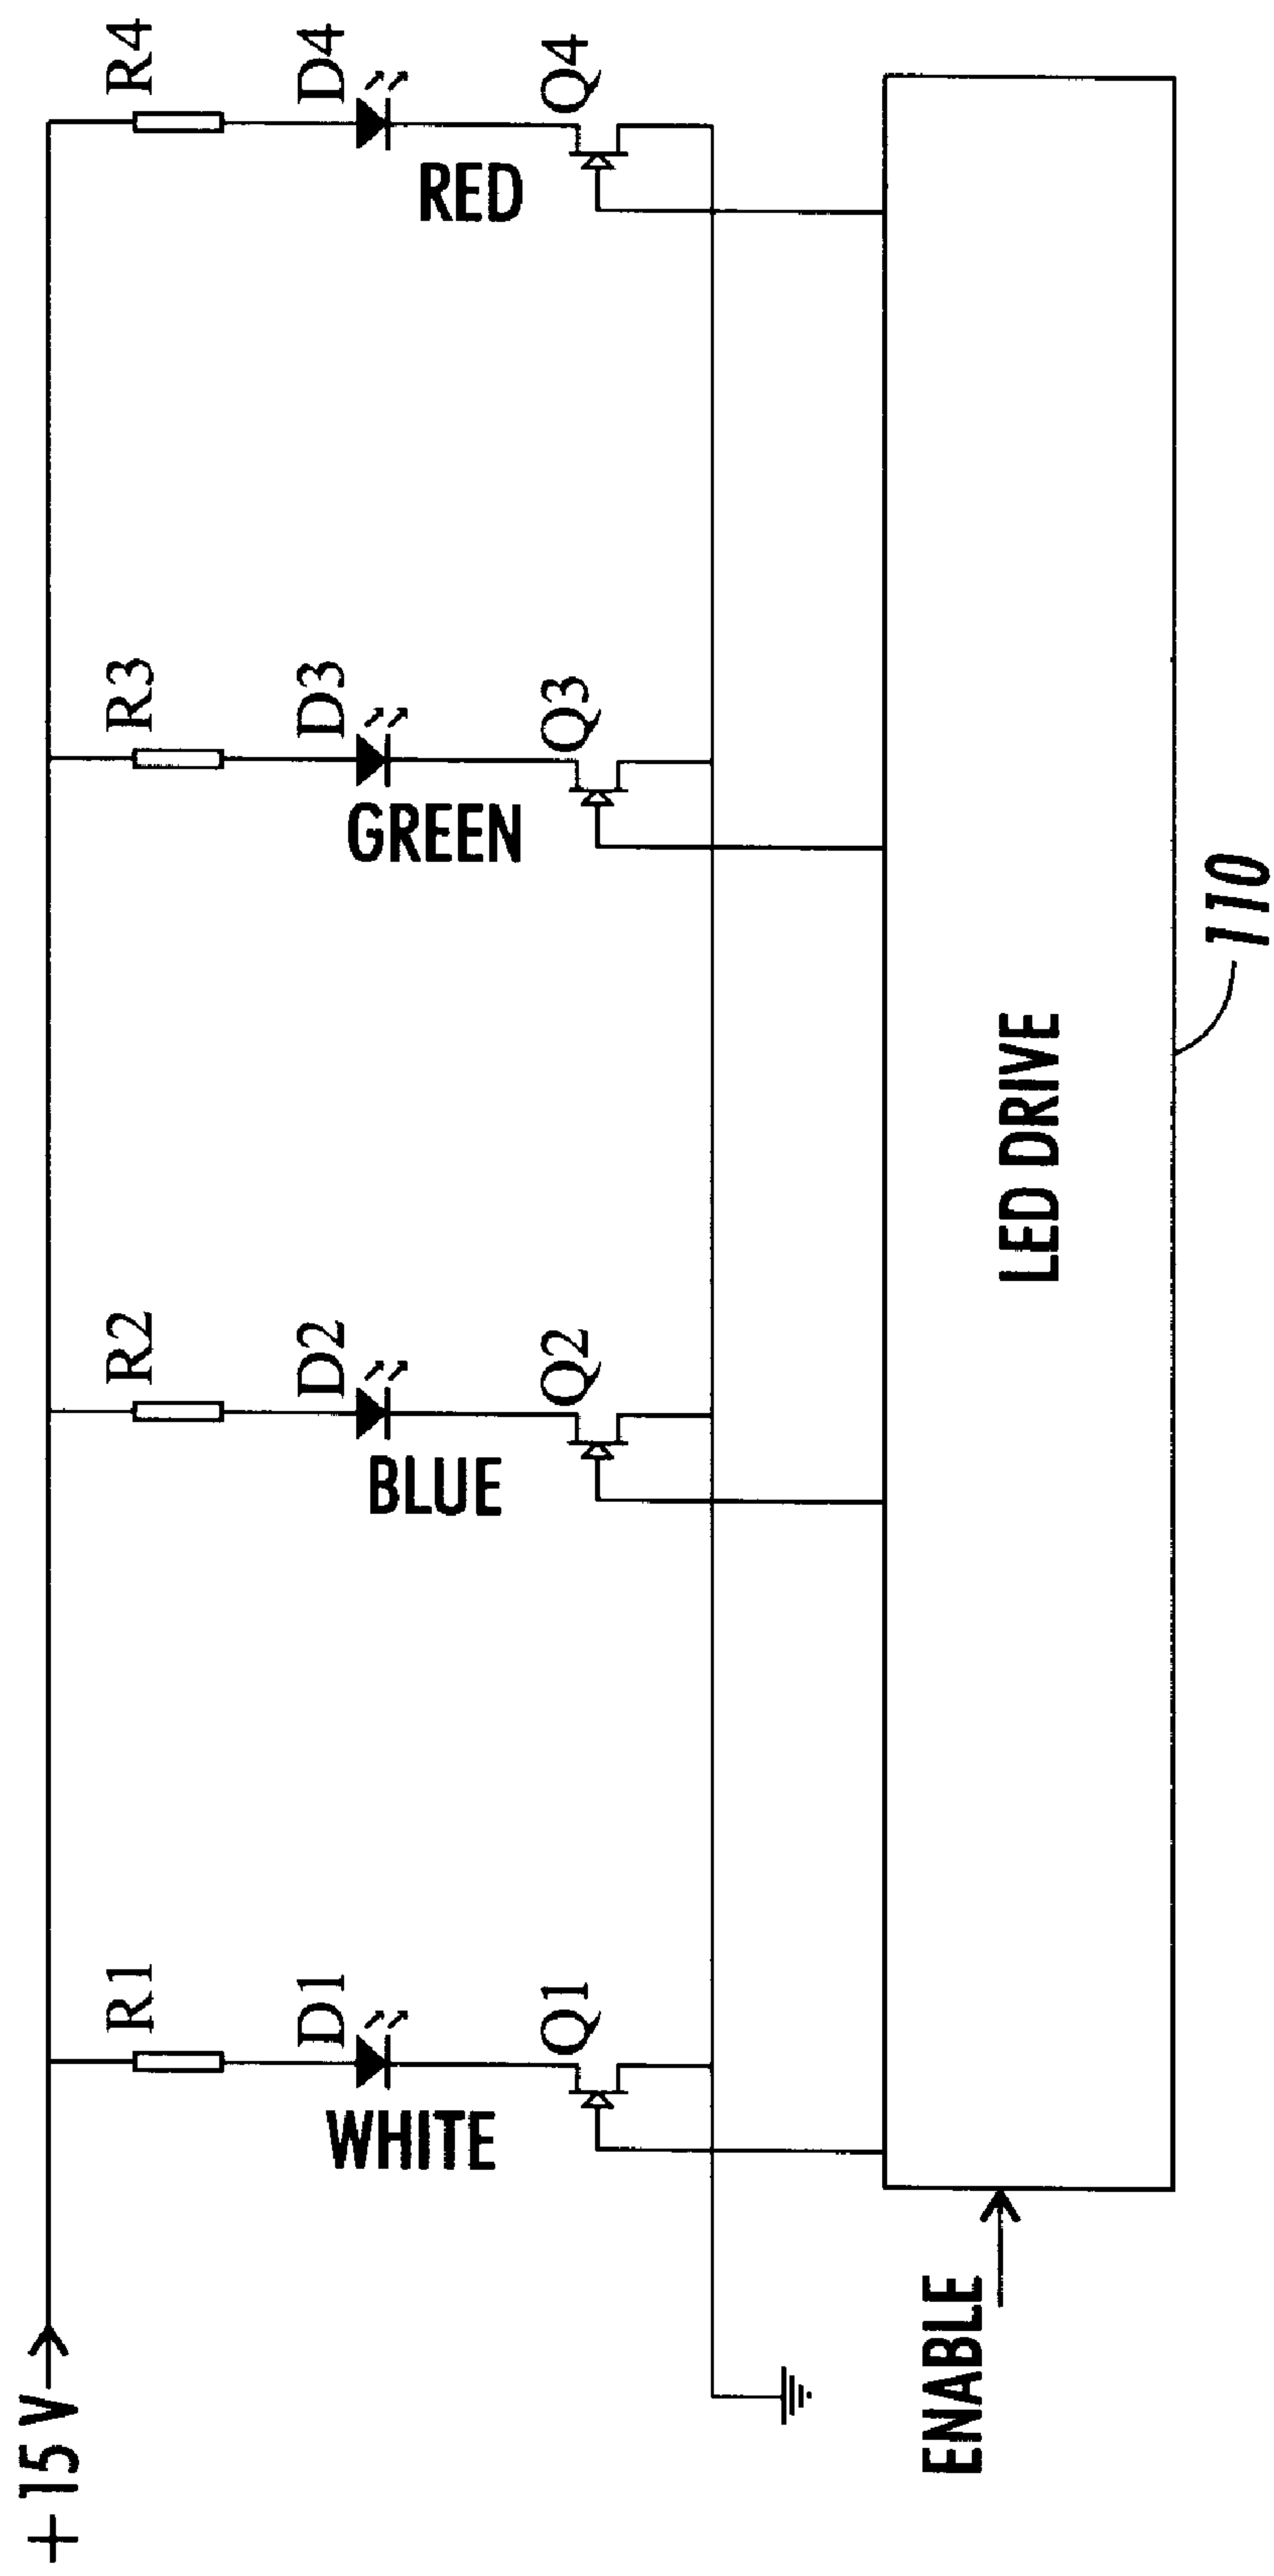 +15 V
R1
R2
R3
R4
D1
D2
D3
D4
WHITE
BLUE
GREEN
RED
Q1
Q2
Q3
Q4
ENABLE
LED DRIVE
110